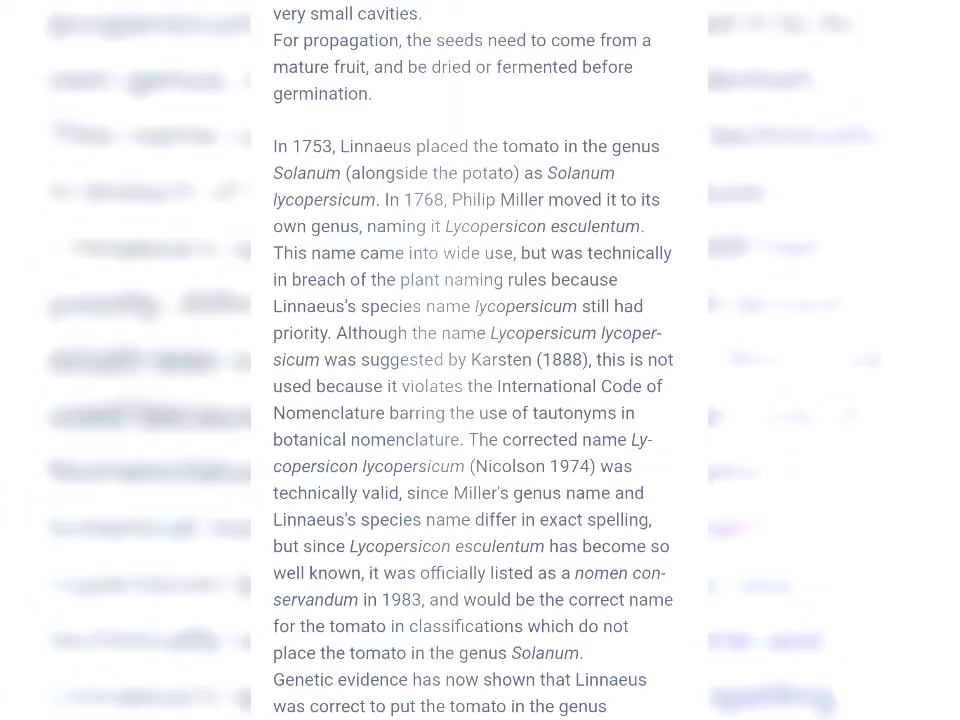 very small cavities.
For propagation, the seeds need to come from a
mature fruit, and be dried or fermented before
germination.
In 1753, Linnaeus placed the tomato in the genus
Solanum (alongside the potato) as Solanum
lycopersicum. In 1768, Philip Miller moved it to its
own genus, naming it Lycopersicon esculentum.
This name came into wide use, but was technically
in breach of the plant naming rules because
Linnaeus's species name lycopersicum still had
priority. Although the name Lycopersicum lycoper-
sicum was suggested by Karsten (1888), this is not
used because it violates the International Code of
Nomenclature barring the use of tautonyms in
botanical nomenclature. The corrected name Ly-
copersicon lycopersicum (Nicolson 1974) was
technically valid, since Miller's genus name and
Linnaeus's species name differ in exact spelling,
but since Lycopersicon esculentum has become so
well known, it was officially listed as a nomen con-
servandum in 1983, and would be the correct name
for the tomato in classifications which do not
place the tomato in the genus Solanum.
Genetic evidence has now shown that Linnaeus
was correct to put the tomato in the genus